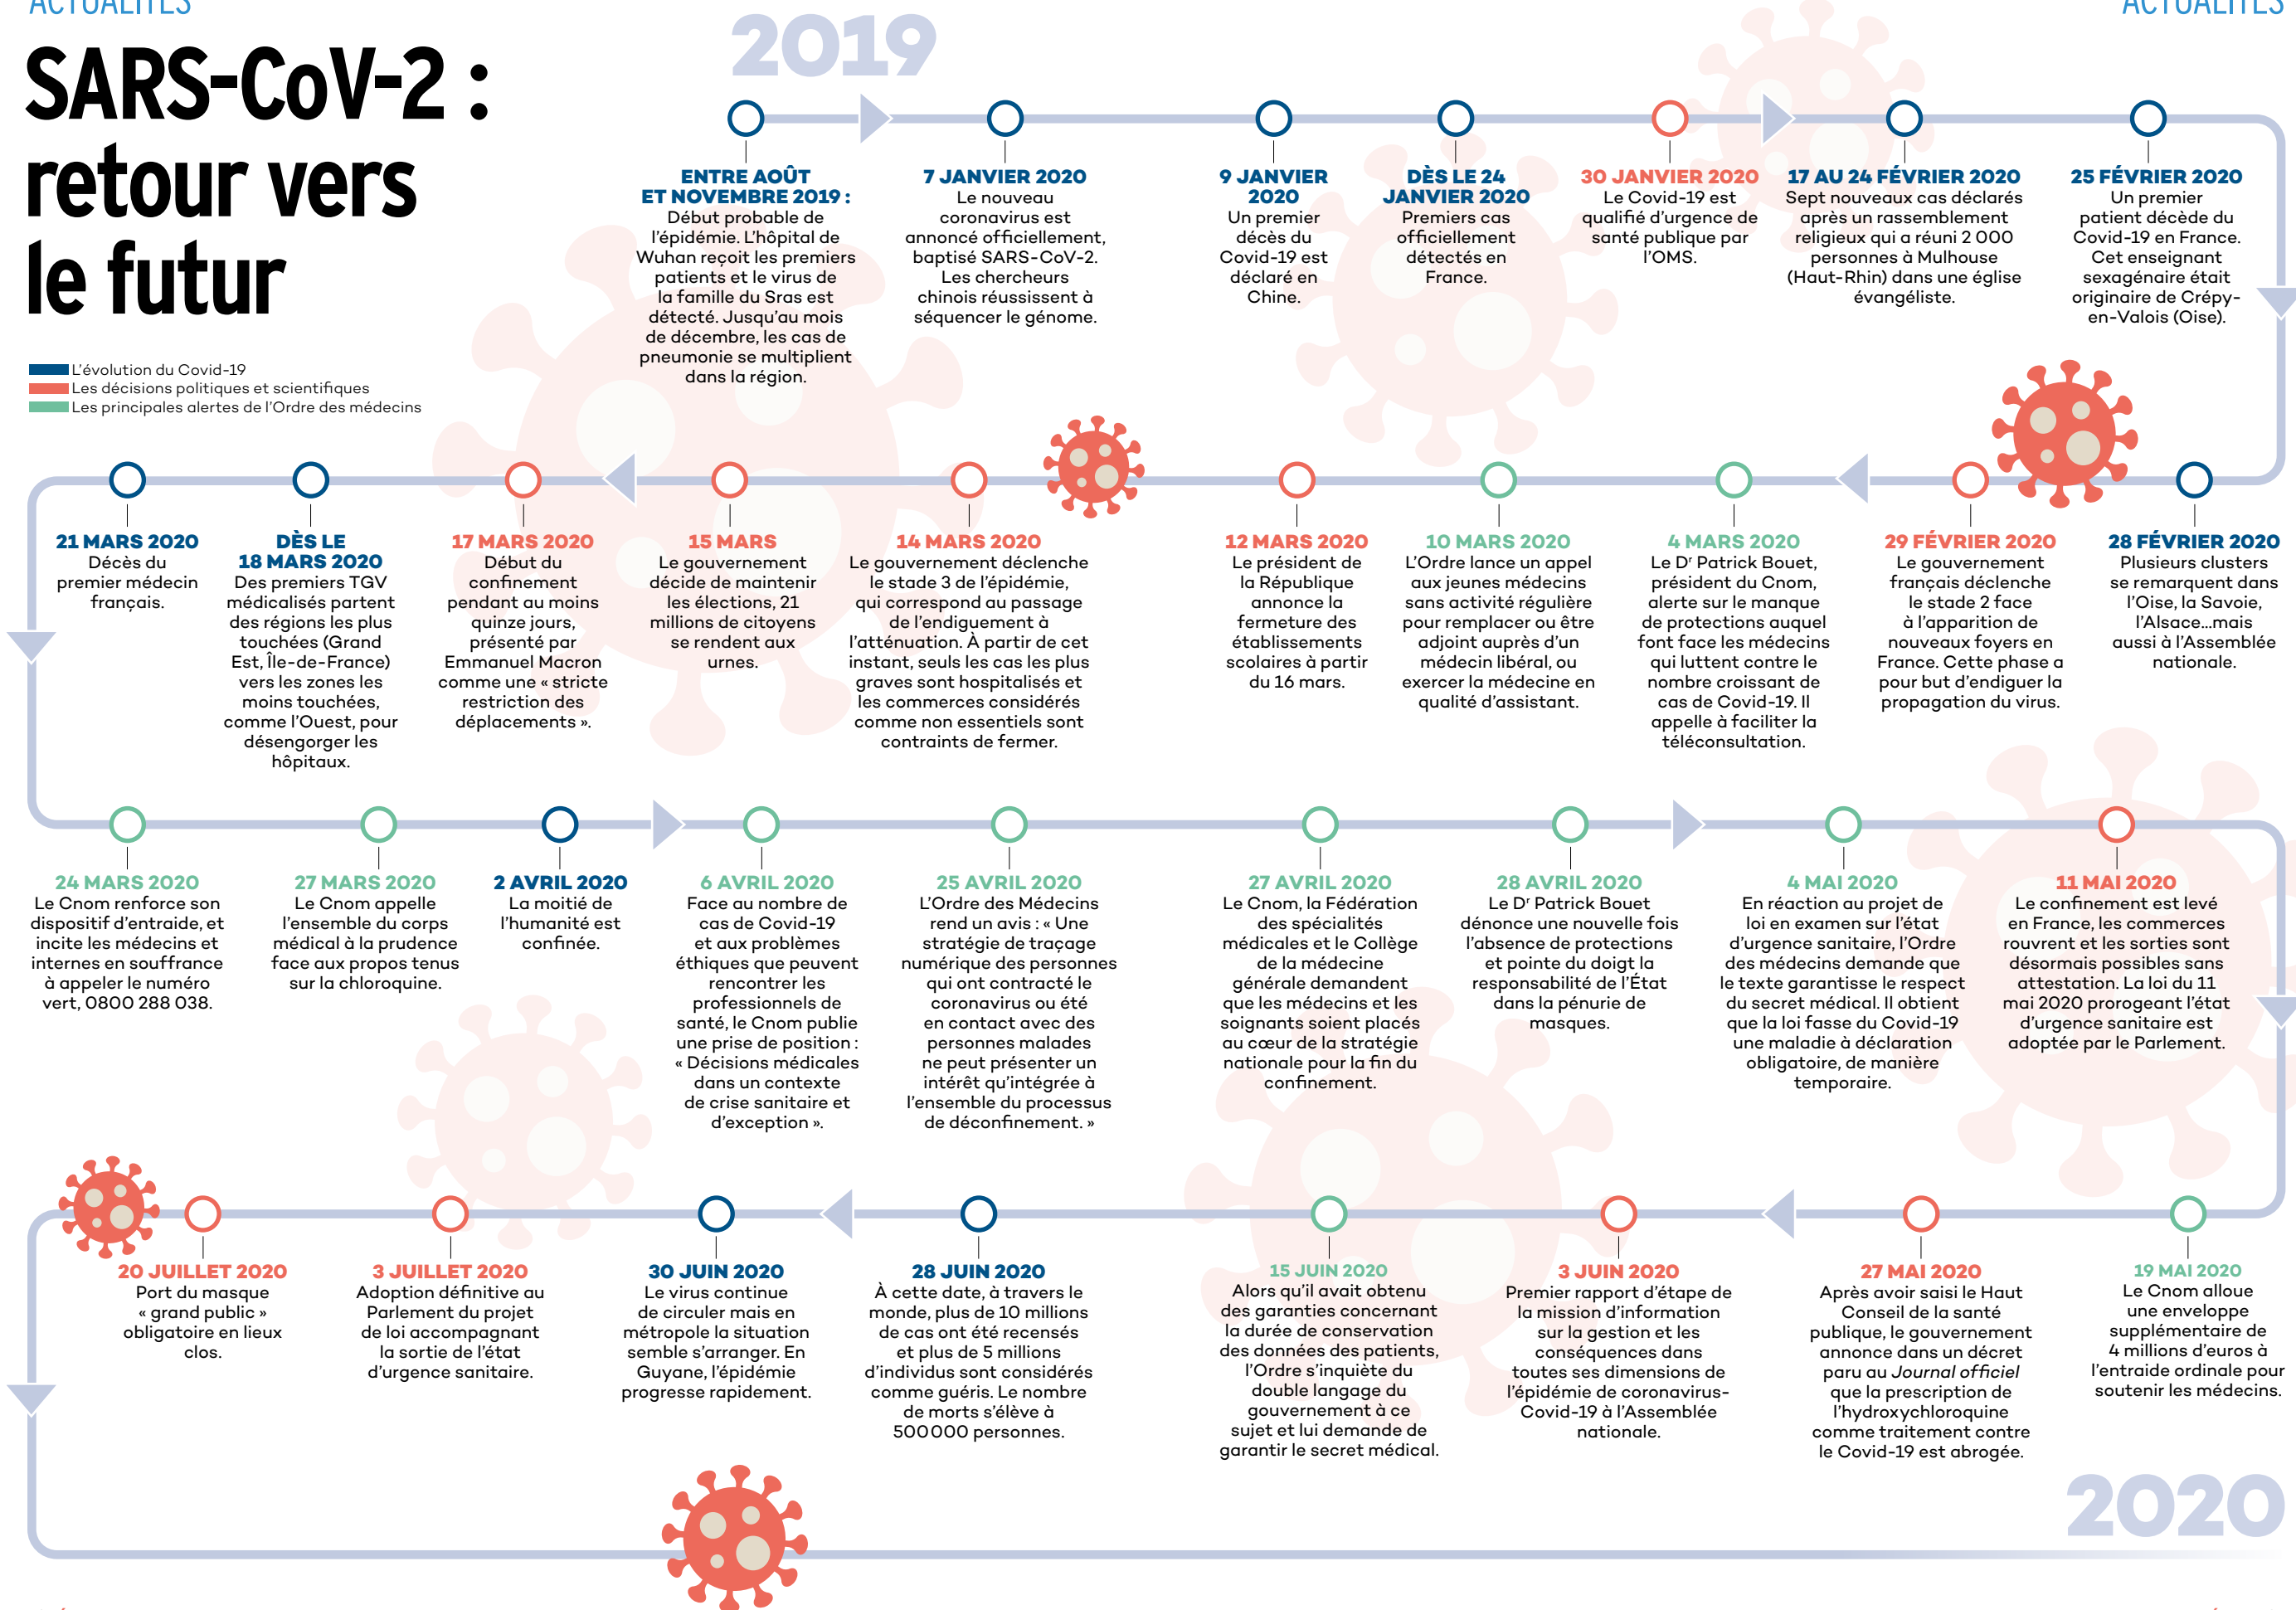 ACTUALITÉS
ACTUALITÉS
SARS-CoV-2 :
retour vers
le futur
L’évolution du Covid-19
Les décisions politiques et scientifiques
Les principales alertes de l’Ordre des médecins
2019
ENTRE AOÛT
ET NOVEMBRE 2019 :
Début probable de
l’épidémie. L’hôpital de
Wuhan reçoit les premiers
patients et le virus de
la famille du Sras est
détecté. Jusqu’au mois
de décembre, les cas de
pneumonie se multiplient
dans la région.
7 JANVIER 2020
Le nouveau
coronavirus est
annoncé officiellement,
baptisé SARS-CoV-2.
Les chercheurs
chinois réussissent à
séquencer le génome.
9 JANVIER
2020
Un premier
décès du
Covid-19 est
déclaré en
Chine.
DÈS LE 24
JANVIER 2020
Premiers cas
officiellement
détectés en
France.
30 JANVIER 2020
Le Covid-19 est
qualifié d’urgence de
santé publique par
l’OMS.
17 AU 24 FÉVRIER 2020
Sept nouveaux cas déclarés
après un rassemblement
religieux qui a réuni 2 000
personnes à Mulhouse
(Haut-Rhin) dans une église
évangéliste.
25 FÉVRIER 2020
Un premier
patient décède du
Covid-19 en France.
Cet enseignant
sexagénaire était
originaire de Crépy-
en-Valois (Oise).
28 FÉVRIER 2020
Plusieurs clusters
se remarquent dans
l’Oise, la Savoie,
l’Alsace...mais
aussi à l’Assemblée
nationale.
29 FÉVRIER 2020
Le gouvernement
français déclenche
le stade 2 face
à l’apparition de
nouveaux foyers en
France. Cette phase a
pour but d’endiguer la
propagation du virus.
4 MARS 2020
Le Dr Patrick Bouet,
président du Cnom,
alerte sur le manque
de protections auquel
font face les médecins
qui luttent contre le
nombre croissant de
cas de Covid-19. Il
appelle à faciliter la
téléconsultation.
10 MARS 2020
L’Ordre lance un appel
aux jeunes médecins
sans activité régulière
pour remplacer ou être
adjoint auprès d’un
médecin libéral, ou
exercer la médecine en
qualité d’assistant.
12 MARS 2020
Le président de
la République
annonce la
fermeture des
établissements
scolaires à partir
du 16 mars.
14 MARS 2020
Le gouvernement déclenche
le stade 3 de l’épidémie,
qui correspond au passage
de l’endiguement à
l’atténuation. À partir de cet
instant, seuls les cas les plus
graves sont hospitalisés et
les commerces considérés
comme non essentiels sont
contraints de fermer.
15 MARS
Le gouvernement
décide de maintenir
les élections, 21
millions de citoyens
se rendent aux
urnes.
17 MARS 2020
Début du
confinement
pendant au moins
quinze jours,
présenté par
Emmanuel Macron
comme une « stricte
restriction des
déplacements ».
DÈS LE
18 MARS 2020
Des premiers TGV
médicalisés partent
des régions les plus
touchées (Grand
Est, Île-de-France)
vers les zones les
moins touchées,
comme l’Ouest, pour
désengorger les
hôpitaux.
21 MARS 2020
Décès du
premier médecin
français.
24 MARS 2020
Le Cnom renforce son
dispositif d’entraide, et
incite les médecins et
internes en souffrance
à appeler le numéro
vert, 0800 288 038.
27 MARS 2020
Le Cnom appelle
l’ensemble du corps
médical à la prudence
face aux propos tenus
sur la chloroquine.
2 AVRIL 2020
La moitié de
l’humanité est
confinée.
6 AVRIL 2020
Face au nombre de
cas de Covid-19
et aux problèmes
éthiques que peuvent
rencontrer les
professionnels de
santé, le Cnom publie
une prise de position :
« Décisions médicales
dans un contexte
de crise sanitaire et
d’exception ».
25 AVRIL 2020
L’Ordre des Médecins
rend un avis : « Une
stratégie de traçage
numérique des personnes
qui ont contracté le
coronavirus ou été
en contact avec des
personnes malades
ne peut présenter un
intérêt qu’intégrée à
l’ensemble du processus
de déconfinement. »
27 AVRIL 2020
Le Cnom, la Fédération
des spécialités
médicales et le Collège
de la médecine
générale demandent
que les médecins et les
soignants soient placés
au cœur de la stratégie
nationale pour la fin du
confinement.
28 AVRIL 2020
Le Dr Patrick Bouet
dénonce une nouvelle fois
l’absence de protections
et pointe du doigt la
responsabilité de l’État
dans la pénurie de
masques.
4 MAI 2020
En réaction au projet de
loi en examen sur l’état
d’urgence sanitaire, l’Ordre
des médecins demande que
le texte garantisse le respect
du secret médical. Il obtient
que la loi fasse du Covid-19
une maladie à déclaration
obligatoire, de manière
temporaire.
11 MAI 2020
Le confinement est levé
en France, les commerces
rouvrent et les sorties sont
désormais possibles sans
attestation. La loi du 11
mai 2020 prorogeant l’état
d’urgence sanitaire est
adoptée par le Parlement.
19 MAI 2020
Le Cnom alloue
une enveloppe
supplémentaire de
4 millions d’euros à
l’entraide ordinale pour
soutenir les médecins.
27 MAI 2020
Après avoir saisi le Haut
Conseil de la santé
publique, le gouvernement
annonce dans un décret
paru au Journal officiel
que la prescription de
l’hydroxychloroquine
comme traitement contre
le Covid-19 est abrogée.
3 JUIN 2020
Premier rapport d’étape de
la mission d’information
sur la gestion et les
conséquences dans
toutes ses dimensions de
l’épidémie de coronavirus-
Covid-19 à l’Assemblée
nationale.
15 JUIN 2020
Alors qu’il avait obtenu
des garanties concernant
la durée de conservation
des données des patients,
l’Ordre s’inquiète du
double langage du
gouvernement à ce
sujet et lui demande de
garantir le secret médical.
28 JUIN 2020
À cette date, à travers le
monde, plus de 10 millions
de cas ont été recensés
et plus de 5 millions
d’individus sont considérés
comme guéris. Le nombre
de morts s’élève à
500 000 personnes.
30 JUIN 2020
Le virus continue
de circuler mais en
métropole la situation
semble s’arranger. En
Guyane, l’épidémie
progresse rapidement.
3 JUILLET 2020
Adoption définitive au
Parlement du projet
de loi accompagnant
la sortie de l’état
d’urgence sanitaire.
20 JUILLET 2020
Port du masque
« grand public »
obligatoire en lieux
clos.
2020